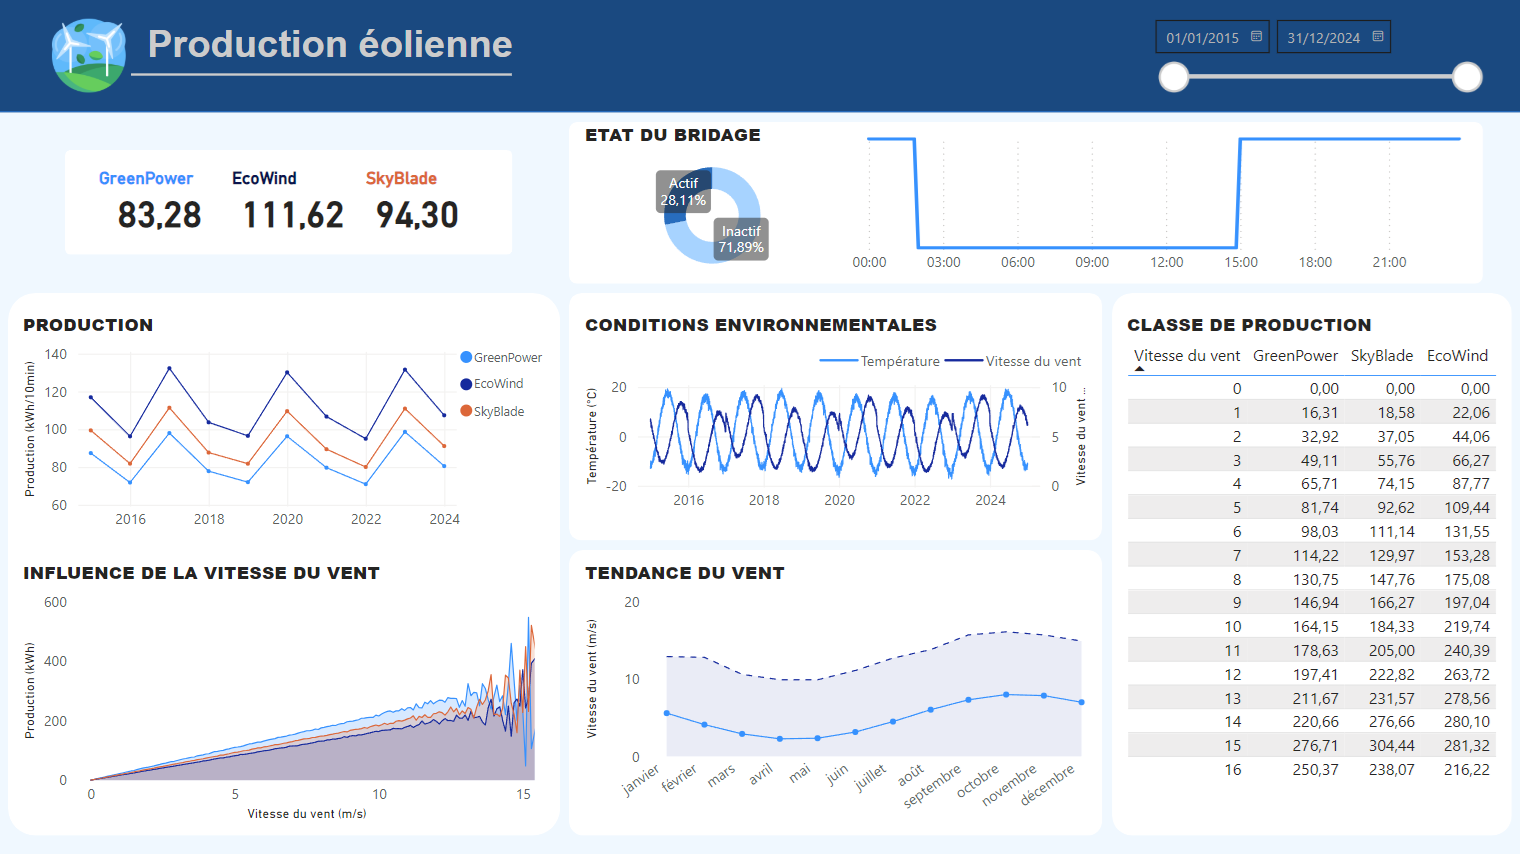 Production éolienne
01/01/2015
31/12/2024
GreenPower EcoWind SkyBlade
83,28 111,62 94,30
ETAT DU BRIDAGE
Actif
28,11%
Inactif
71,89%
00:00 03:00 06:00 09:00 12:00 15:00 18:00 21:00
PRODUCTION
Production (kWh/10min)
140
120
100
80
60
2016 2018 2020 2022 2024
GreenPower
EcoWind
SkyBlade
INFLUENCE DE LA VITESSE DU VENT
Production (kWh)
600
400
200
0
0 5 10 15
Vitesse du vent (m/s)
CONDITIONS ENVIRONNEMENTALES
Température Vitesse du vent
Température (°C)
20
0
-20
10
5
0
Vitesse du vent ...
2016 2018 2020 2022 2024
TENDANCE DU VENT
Vitesse du vent (m/s)
20
10
0
janvier février mars avril mai juin juillet août septembre octobre novembre décembre
CLASSE DE PRODUCTION
Vitesse du vent GreenPower SkyBlade EcoWind
0 0,00 0,00 0,00
1 16,31 18,58 22,06
2 32,92 37,05 44,06
3 49,11 55,76 66,27
4 65,71 74,15 87,77
5 81,74 92,62 109,44
6 98,03 111,14 131,55
7 114,22 129,97 153,28
8 130,75 147,76 175,08
9 146,94 166,27 197,04
10 164,15 184,33 219,74
11 178,63 205,00 240,39
12 197,41 222,82 263,72
13 211,67 231,57 278,56
14 220,66 276,66 280,10
15 276,71 304,44 281,32
16 250,37 238,07 216,22